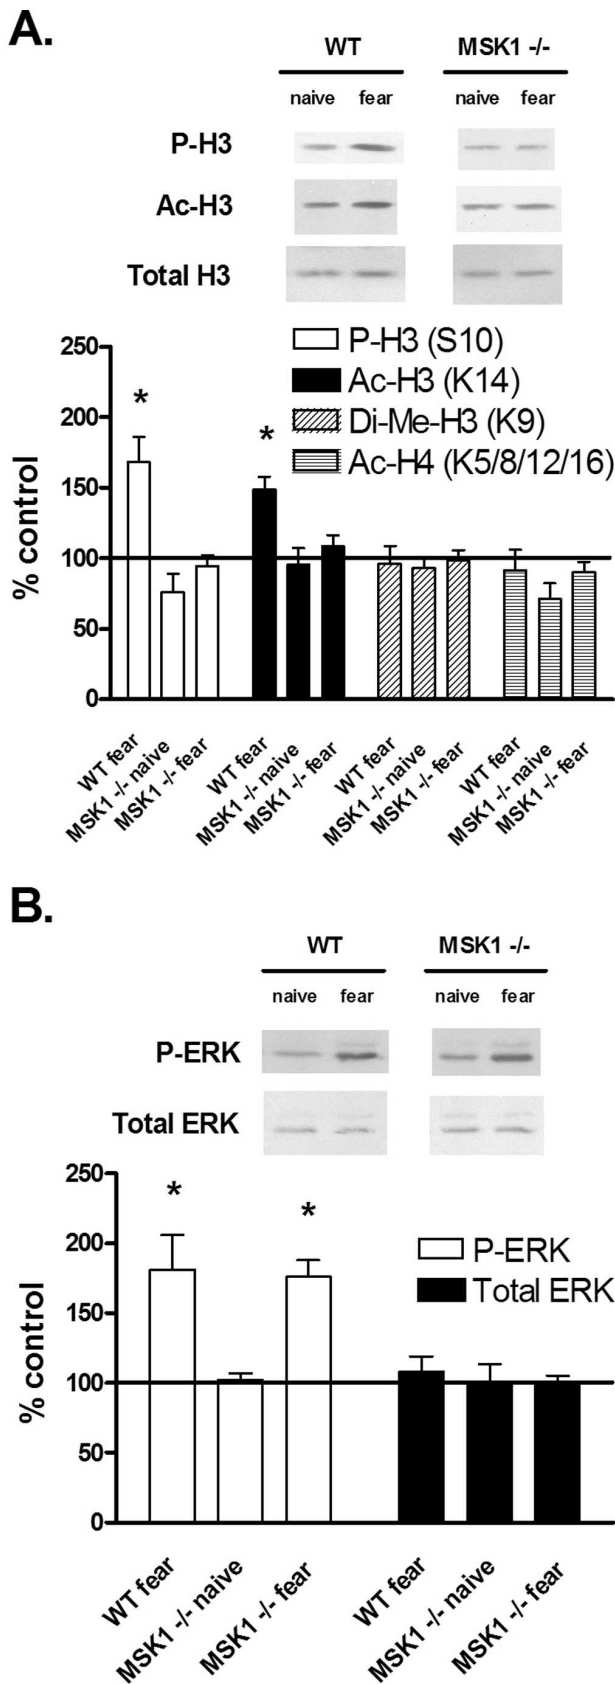 A.
WT MSK1 -/-
naive fear naive fear
P-H3
Ac-H3
Total H3
P-H3 (S10)
Ac-H3 (K14)
Di-Me-H3 (K9)
Ac-H4 (K5/8/12/16)
250
200
150
100
50
0
% control
* *
WT fear MSK1 -/- naive MSK1 -/- fear WT fear MSK1 -/- naive MSK1 -/- fear WT fear MSK1 -/- naive MSK1 -/- fear WT fear MSK1 -/- naive MSK1 -/- fear
B.
WT MSK1 -/-
naive fear naive fear
P-ERK
Total ERK
250
200
150
100
50
0
% control
* *
P-ERK
Total ERK
WT fear MSK1 -/- naive MSK1 -/- fear WT fear MSK1 -/- naive MSK1 -/- fear